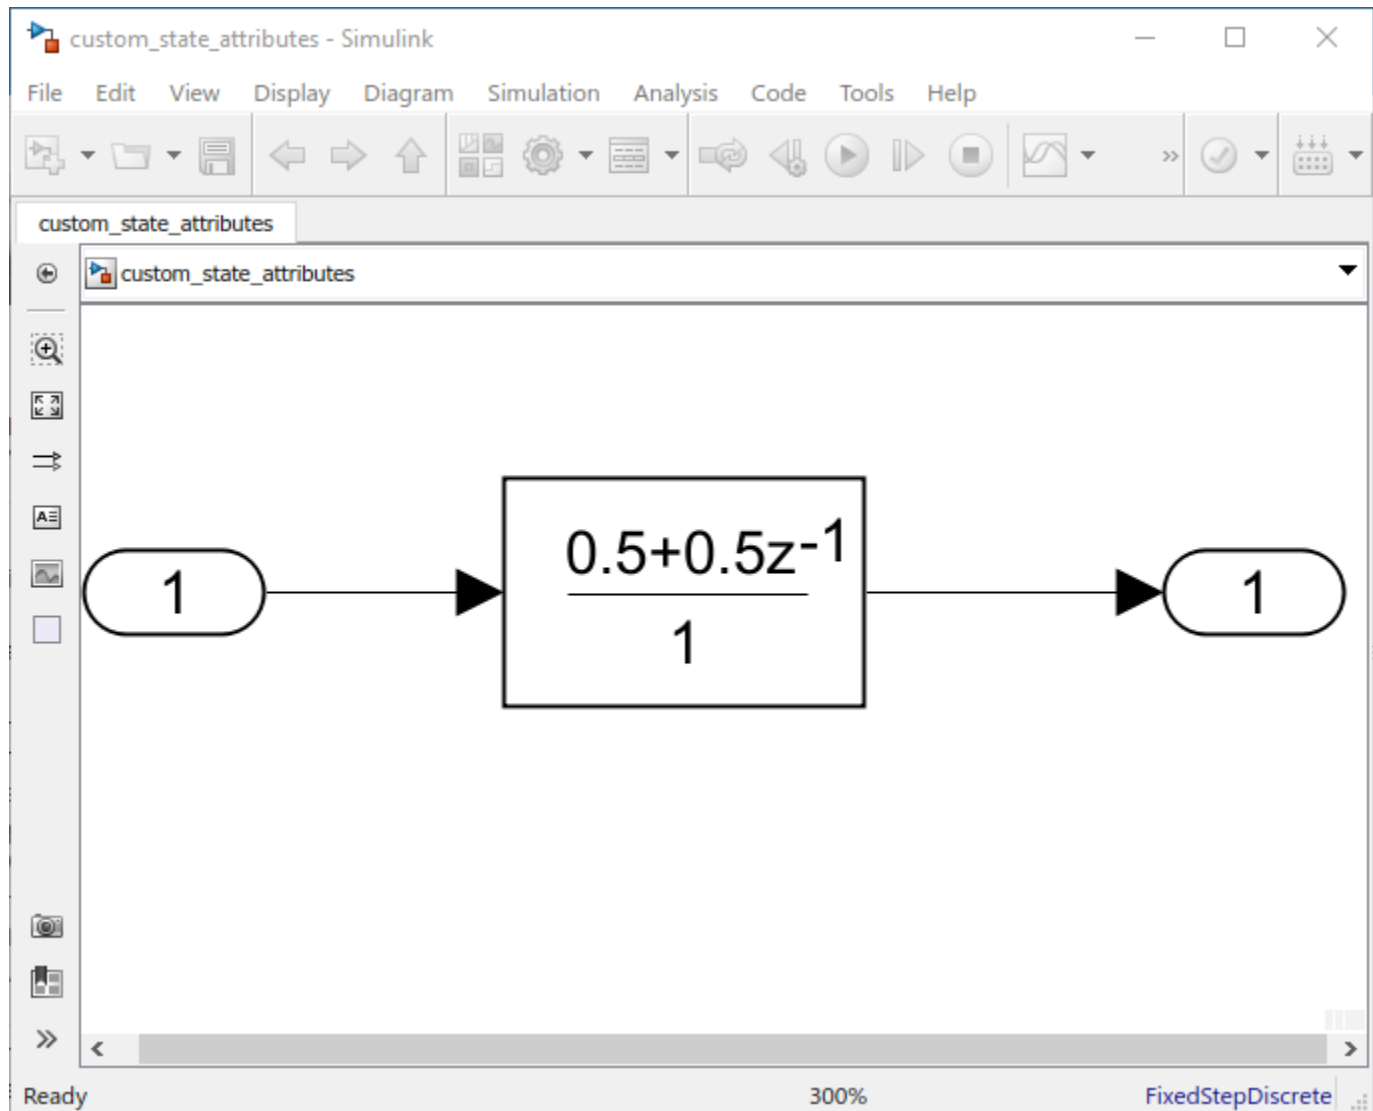 custom_state_attributes - Simulink
File Edit View Display Diagram Simulation Analysis Code Tools Help
custom_state_attributes
custom_state_attributes
0.5+0.5z-1
1 1
1
Ready 300% FixedStepDiscrete